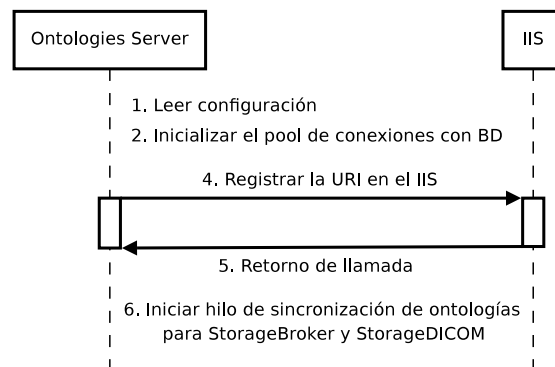 Ontologies Server
IIS
1. Leer configuración
2. Inicializar el pool de conexiones con BD
4. Registrar la URI en el IIS
5. Retorno de llamada
6. Iniciar hilo de sincronización de ontologías
para StorageBroker y StorageDICOM